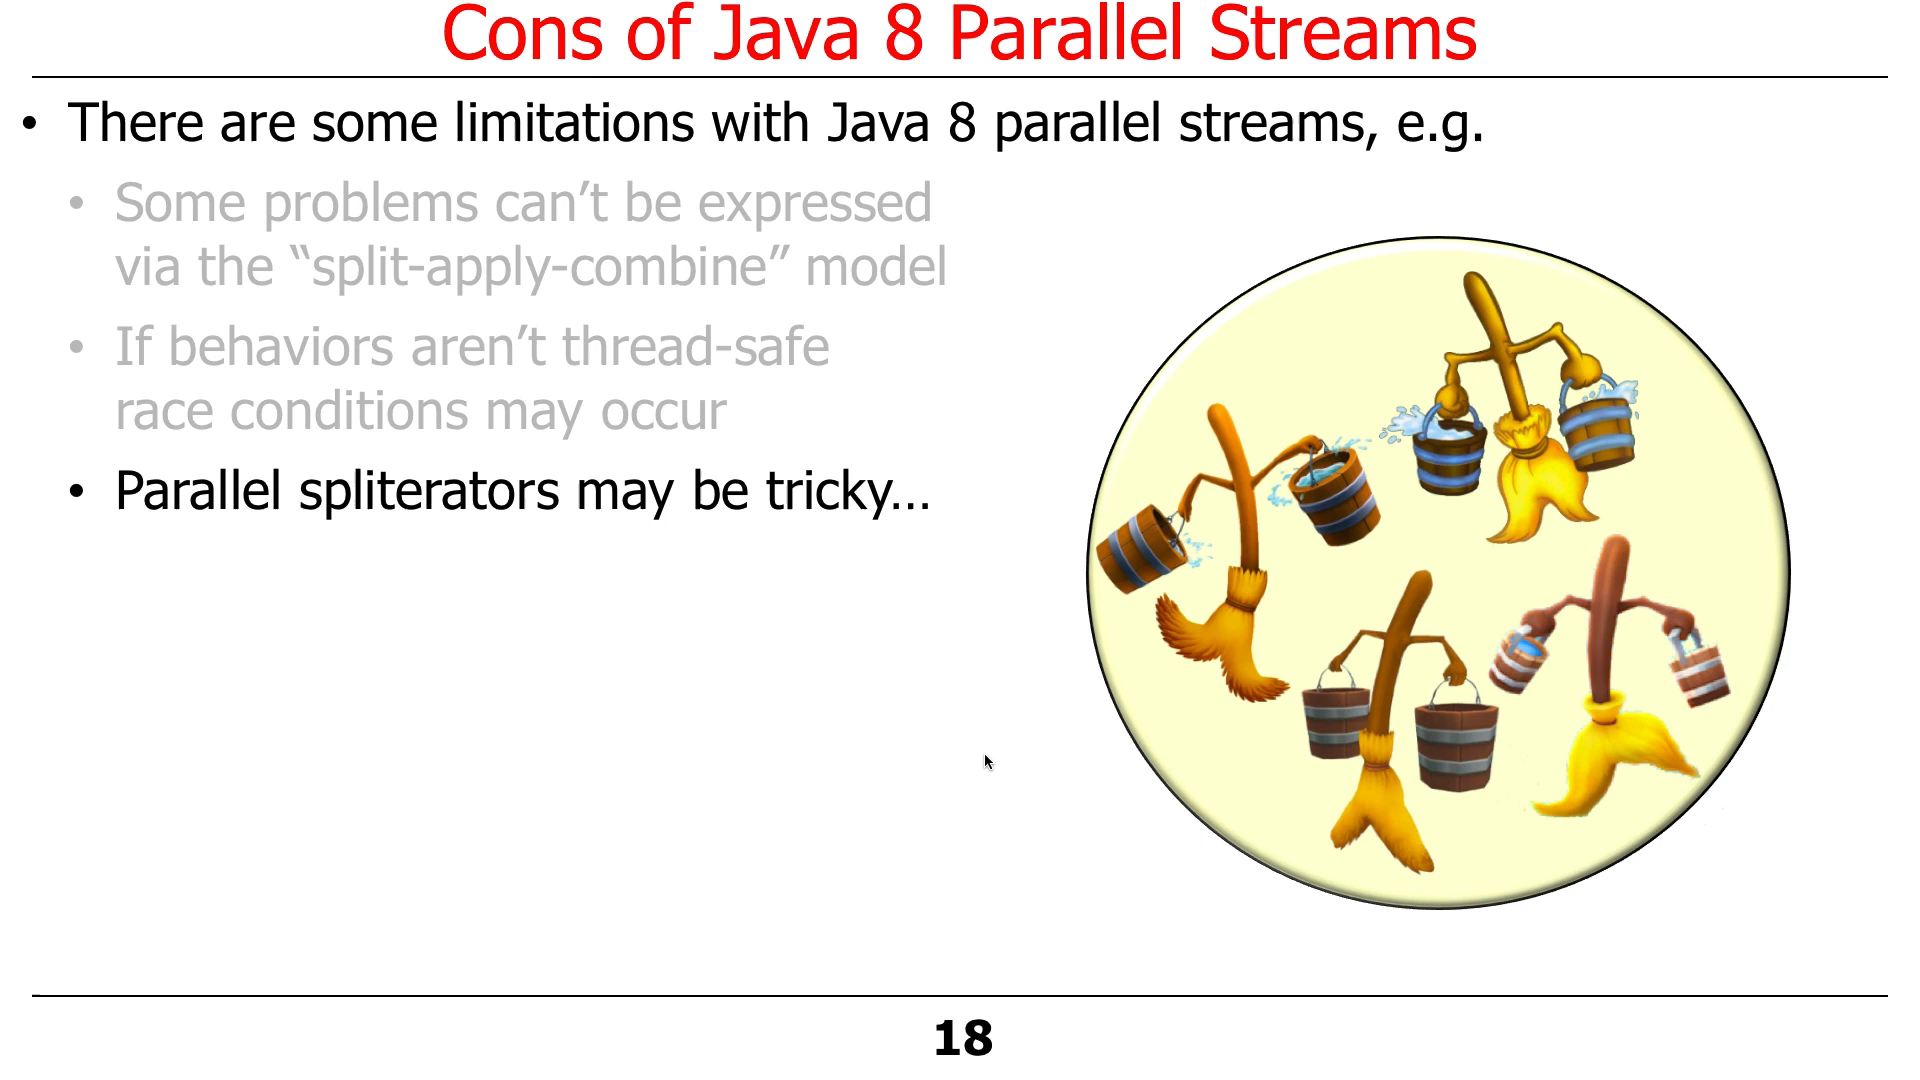 Cons of Java 8 Parallel Streams
• There are some limitations with Java 8 parallel streams, e.g.
• Some problems can’t be expressed
via the “split-apply-combine” model
• If behaviors aren’t thread-safe
race conditions may occur
• Parallel spliterators may be tricky…
18